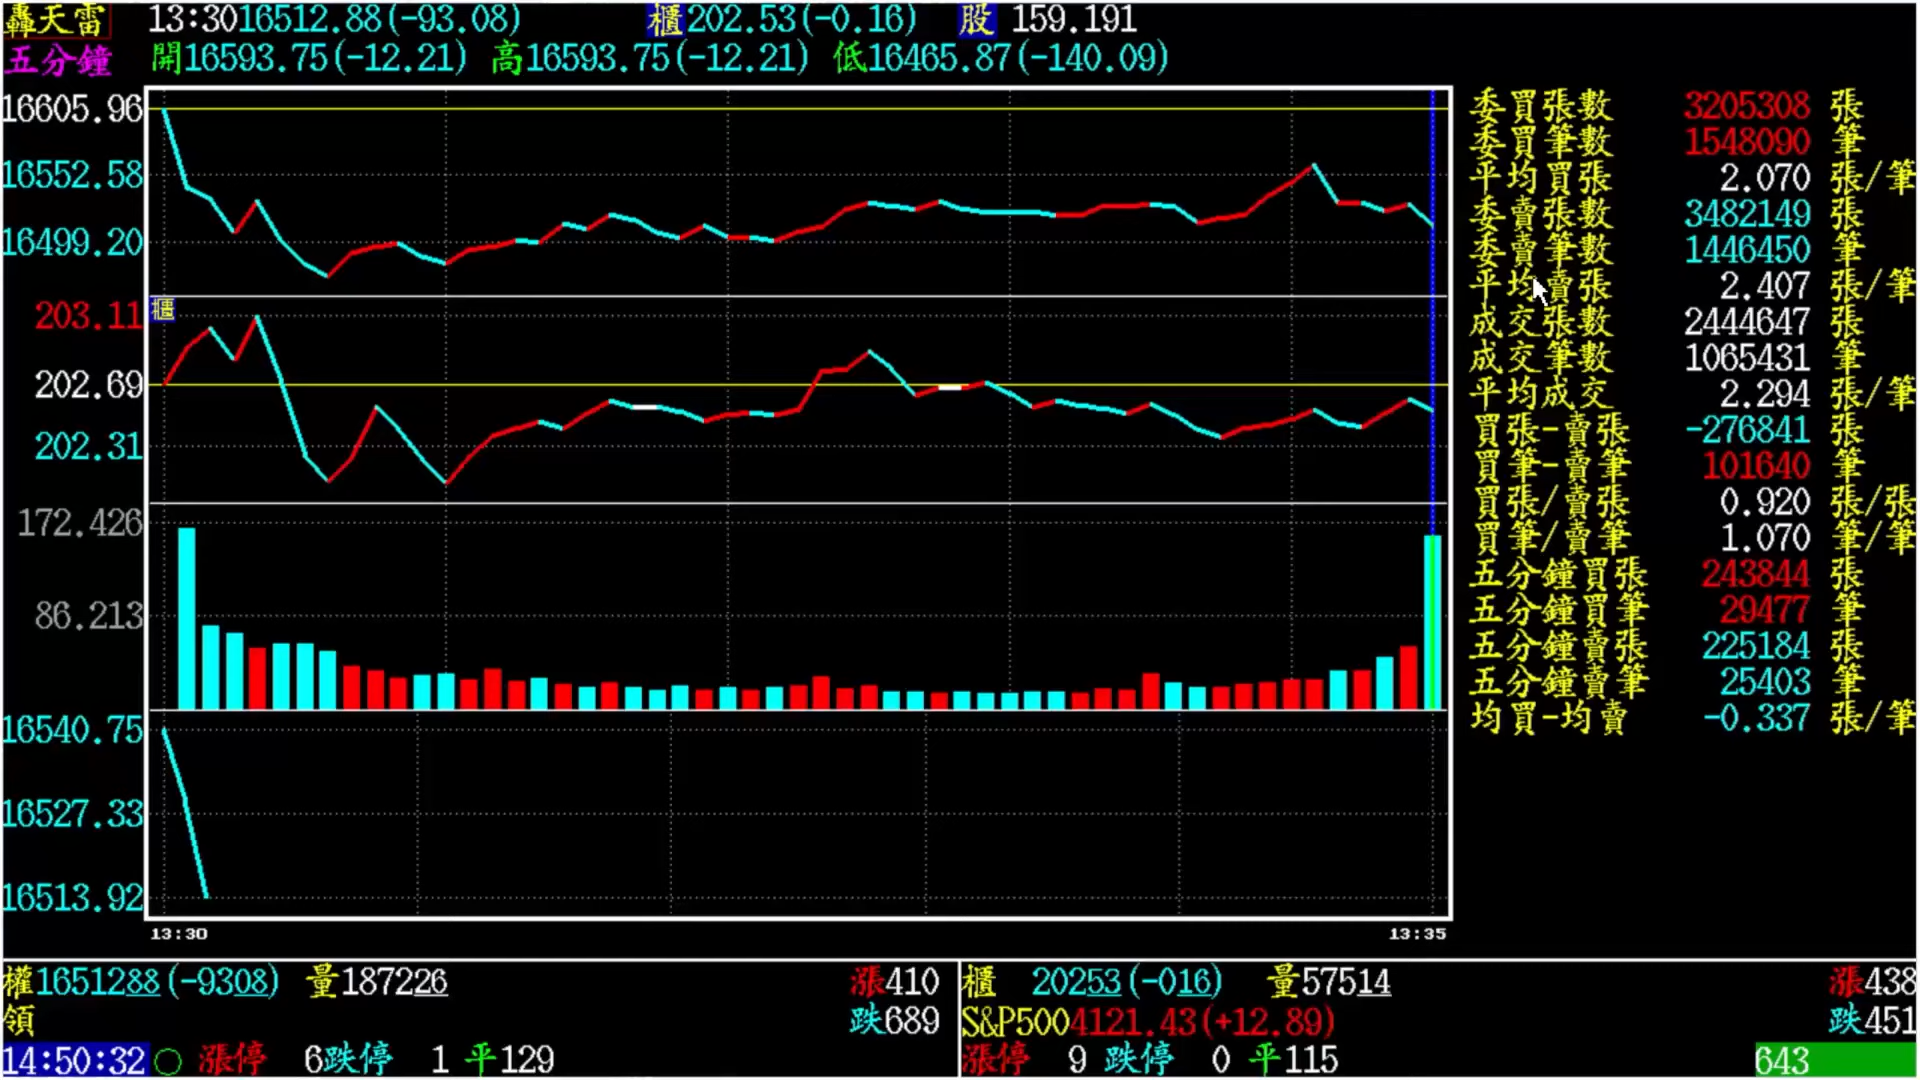 轟天雷 13:30 16512.88(-93.08) 櫃 202.53(-0.16) 股 159.191
五分鐘 開16593.75(-12.21) 高16593.75(-12.21) 低16465.87(-140.09)
16605.96
16552.58
16499.20
203.11 櫃
202.69
202.31
172.426
86.213
16540.75
16527.33
16513.92
13:30 13:35
委買張數 3205308 張
委買筆數 1548090 筆
平均買張 2.070 張/筆
委賣張數 3482149 張
委賣筆數 1446450 筆
平均賣張 2.407 張/筆
成交張數 2444647 張
成交筆數 1065431 筆
平均成交 2.294 張/筆
買張-賣張 -276841 張
買筆-賣筆 101640 筆
買張/賣張 0.920 張/張
買筆/賣筆 1.070 筆/筆
五分鐘買張 243844 張
五分鐘買筆 29477 筆
五分鐘賣張 225184 張
五分鐘賣筆 25403 筆
均買-均賣 -0.337 張/筆
權1651288(-9308) 量187226 漲410
領 跌689
14:50:32 漲停 6 跌停 1 平129
櫃 20253(-016) 量57514 漲438
S&P500 4121.43(+12.89) 跌451
漲停 9 跌停 0 平115 643